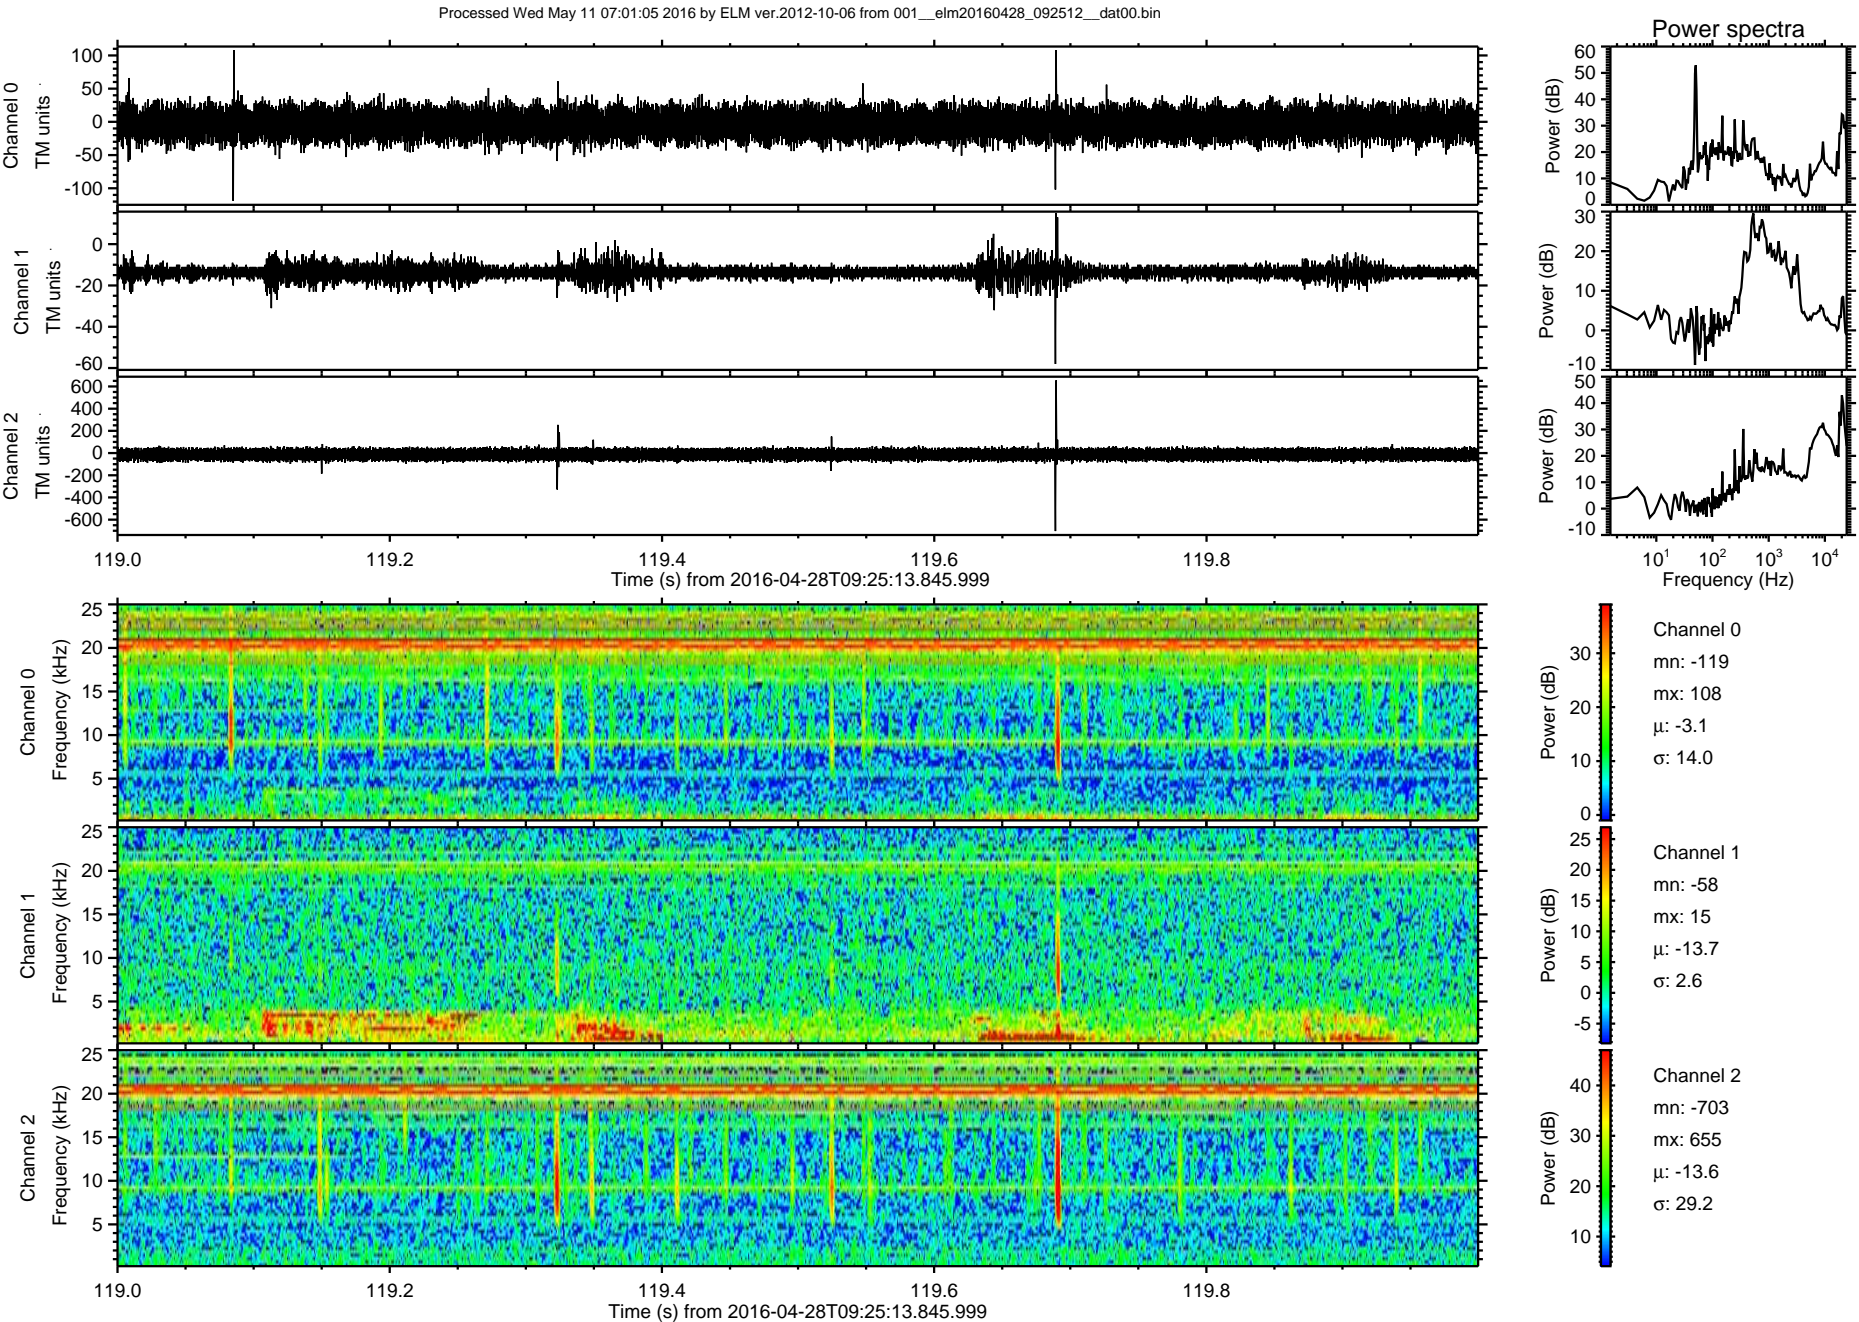 Processed Wed May 11 07:01:05 2016 by ELM ver.2012-10-06 from 001__elm20160428_092512__dat00.bin
Power spectra
Channel 0
TM units
100
50
0
-50
-100
Power (dB)
60
50
40
30
20
10
0
Channel 1
TM units
0
-20
-40
-60
Power (dB)
30
20
10
0
-10
Channel 2
TM units
600
400
200
0
-200
-400
-600
Power (dB)
50
40
30
20
10
0
-10
119.0 119.2 119.4 119.6 119.8
Time (s) from 2016-04-28T09:25:13.845.999
10^1 10^2 10^3 10^4
Frequency (Hz)
Channel 0
Frequency (kHz)
25
20
15
10
5
Power (dB)
30
20
10
0
Channel 0
mn: -119
mx: 108
μ: -3.1
σ: 14.0
Channel 1
Frequency (kHz)
25
20
15
10
5
Power (dB)
25
20
15
10
5
0
-5
Channel 1
mn: -58
mx: 15
μ: -13.7
σ: 2.6
Channel 2
Frequency (kHz)
25
20
15
10
5
Power (dB)
40
30
20
10
Channel 2
mn: -703
mx: 655
μ: -13.6
σ: 29.2
119.0 119.2 119.4 119.6 119.8
Time (s) from 2016-04-28T09:25:13.845.999